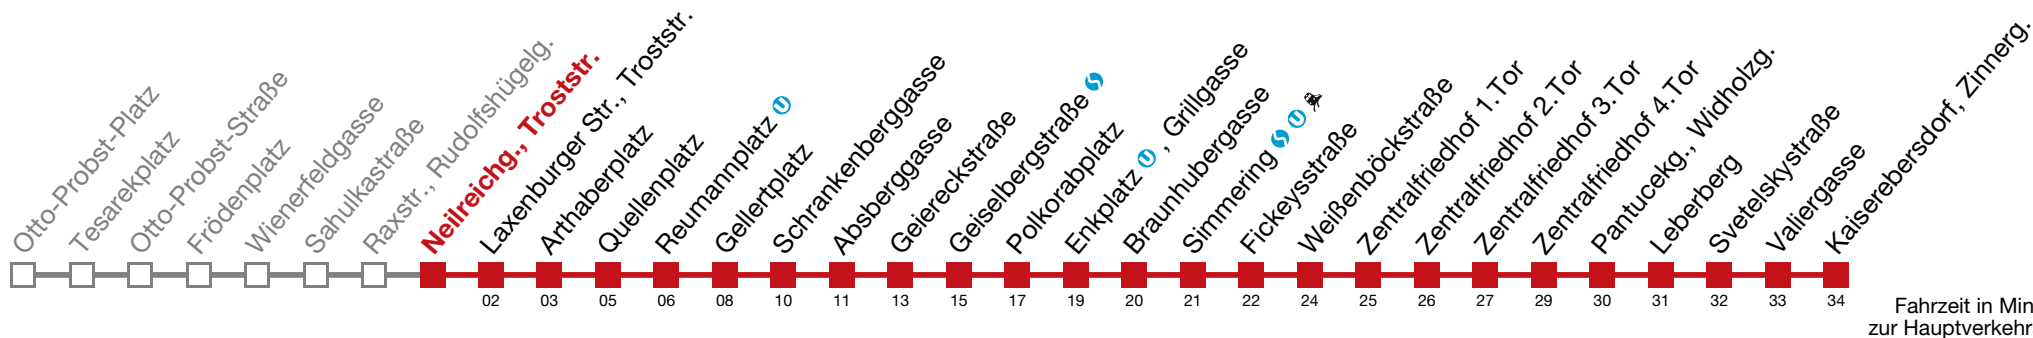 Otto-Probst-Platz
Tesarekplatz
Otto-Probst-Straße
Frödenplatz
Wienerfeldgasse
Sahulkastraße
Raxstr., Rudolfshügelg.
Neilreichg., Troststr.
Laxenburger Str., Troststr.
Arthaberplatz
Quellenplatz
Reumannplatz U
Gellertplatz
Schrankenberggasse
Absberggasse
Geiereckstraße
Geiselbergstraße S
Polkorabplatz
Enkplatz U , Grillgasse
Braunhubergasse
Simmering S U
Fickeysstraße
Weißenböckstraße
Zentralfriedhof 1.Tor
Zentralfriedhof 2.Tor
Zentralfriedhof 3.Tor
Zentralfriedhof 4.Tor
Pantucekg., Widholzg.
Leberberg
Svetelskystraße
Valiergasse
Kaiserebersdorf, Zinnerg.
02 03 05 06 08 10 11 13 15 17 19 20 21 22 24 25 26 27 29 30 31 32 33 34
Fahrzeit in Min
zur Hauptverkehr